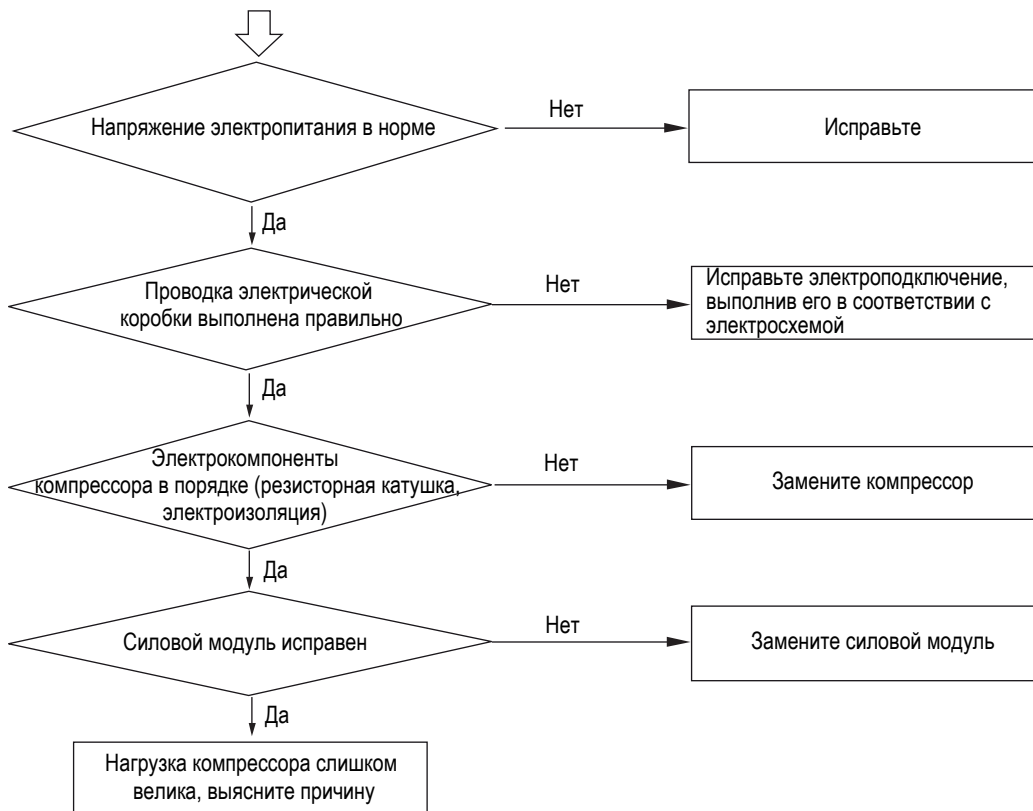 Напряжение электропитания в норме
Нет
Исправьте
Да
Проводка электрической
коробки выполнена правильно
Нет
Исправьте электроподключение,
выполнив его в соответствии с
электросхемой
Да
Электрокомпоненты
компрессора в порядке (резисторная катушка,
электроизоляция)
Нет
Замените компрессор
Да
Силовой модуль исправен
Нет
Замените силовой модуль
Да
Нагрузка компрессора слишком
велика, выясните причину